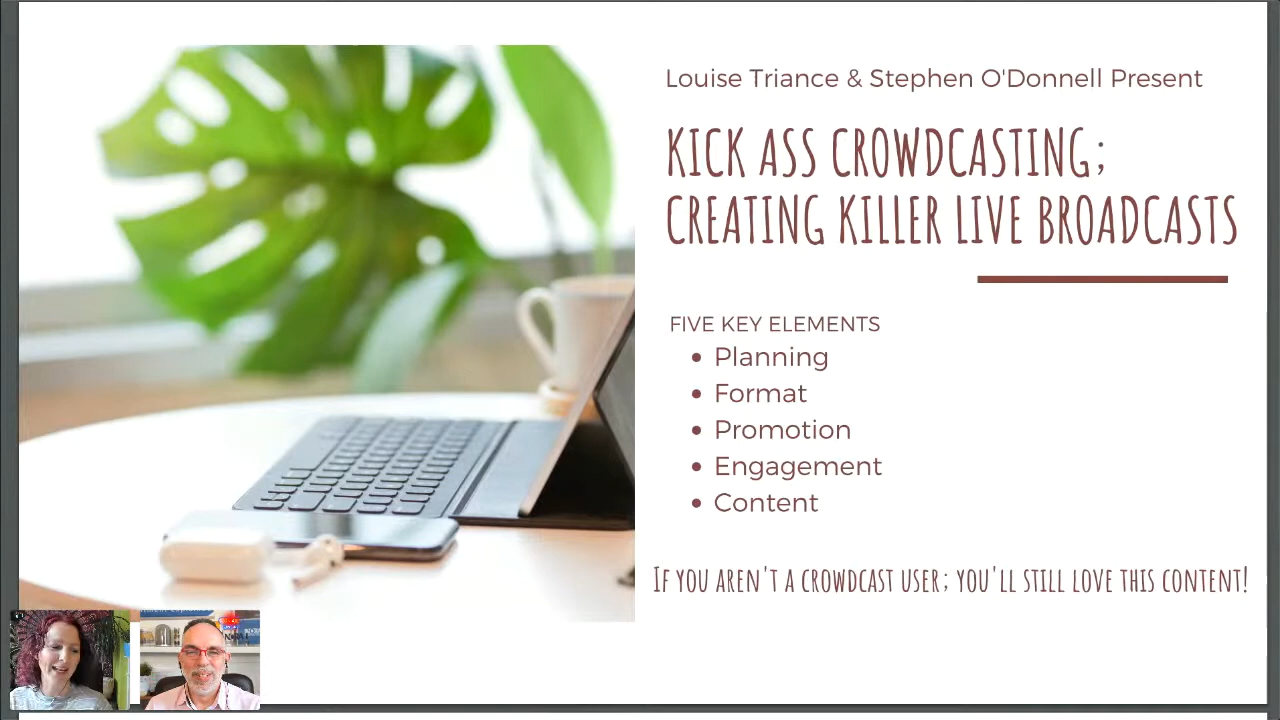 Louise Triance & Stephen O'Donnell Present
KICK ASS CROWDCASTING;
CREATING KILLER LIVE BROADCASTS
FIVE KEY ELEMENTS
• Planning
• Format
• Promotion
• Engagement
• Content
IF YOU AREN'T A CROWDCAST USER; YOU'LL STILL LOVE THIS CONTENT!